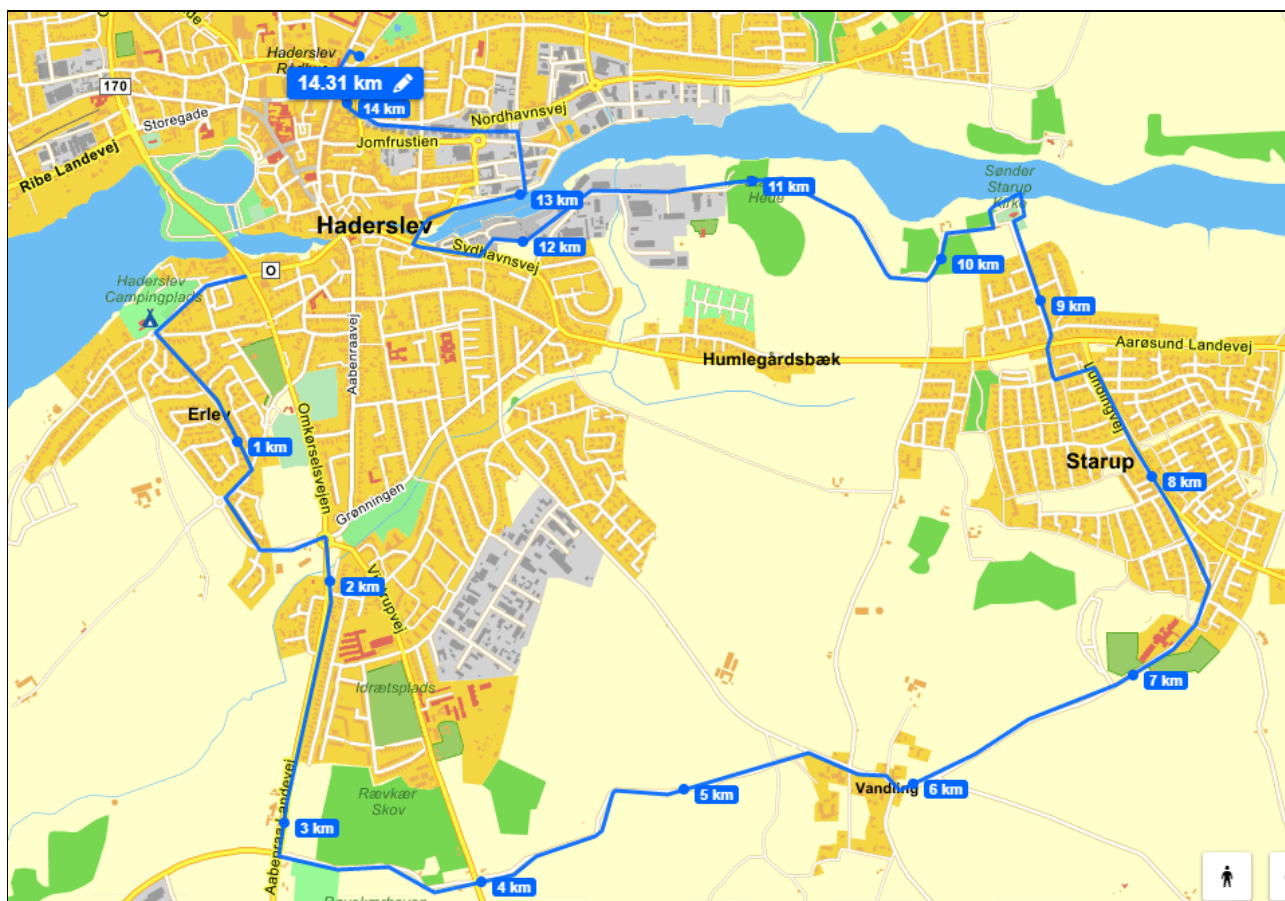 Haderslev
14.31 km
14 km
170
Storegade
Nordhavnsvej
Jomfrustien
Ribe Landevej
Sønder
Starup
Kirke
11 km
Hede
13 km
Haderslev
12 km
Sydhavnsvej
10 km
O
Haderslev
Campingplads
9 km
Aabenraavej
Humlegårdsbæk
Aarøsund Landevej
Lundingvej
Erlev
1 km
Omkørselsvejen
Starup
8 km
Grønningen
2 km
Vilstrupvej
Idrætsplads
7 km
Vandling
6 km
5 km
Rævkær
Skov
Aabenraa Landevej
3 km
4 km